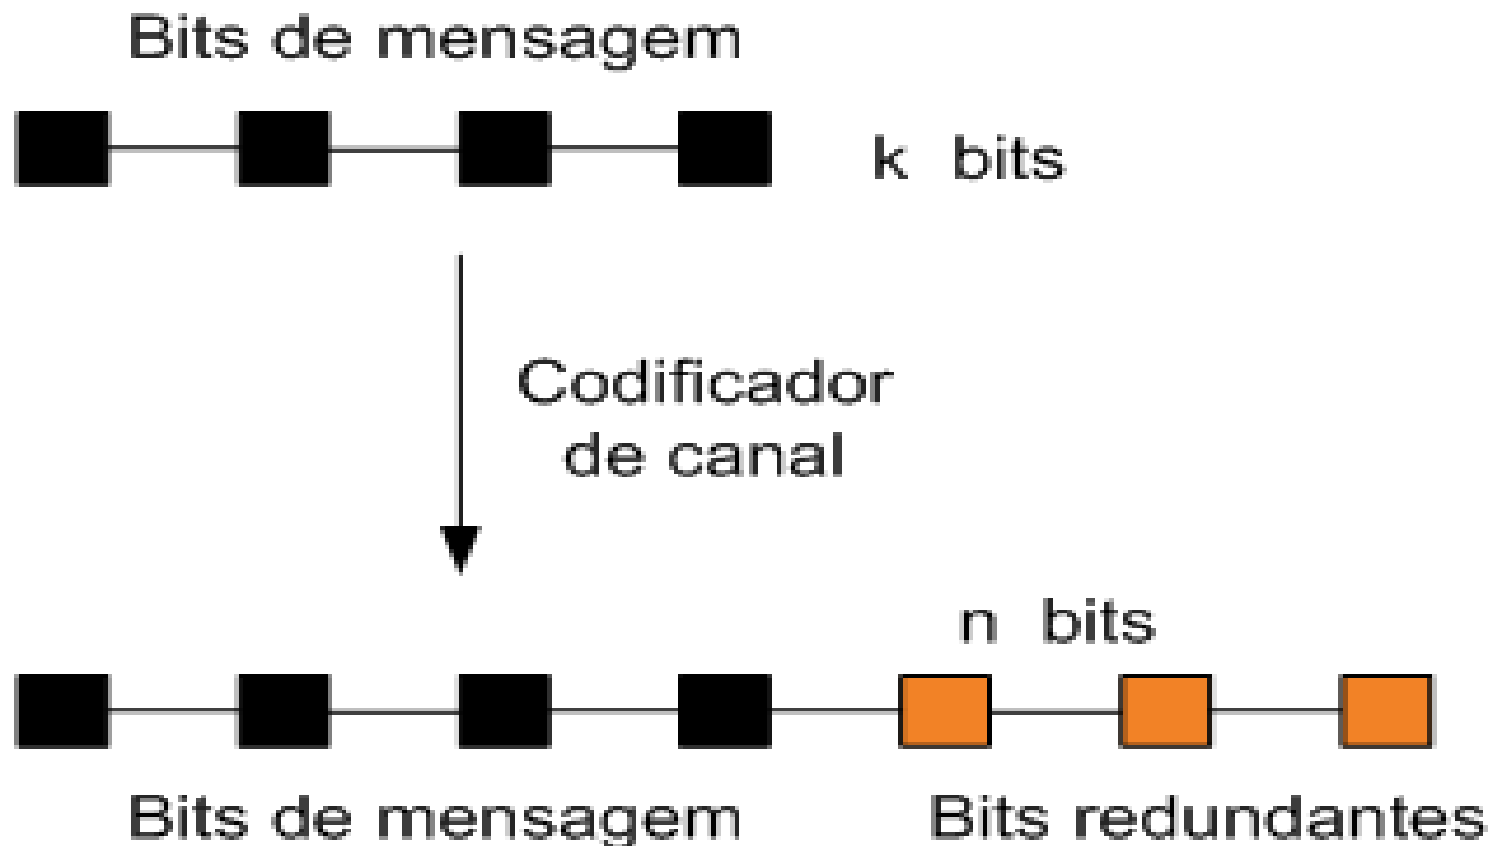 Bits de mensagem
k bits
Codificador
de canal
n bits
Bits de mensagem
Bits redundantes